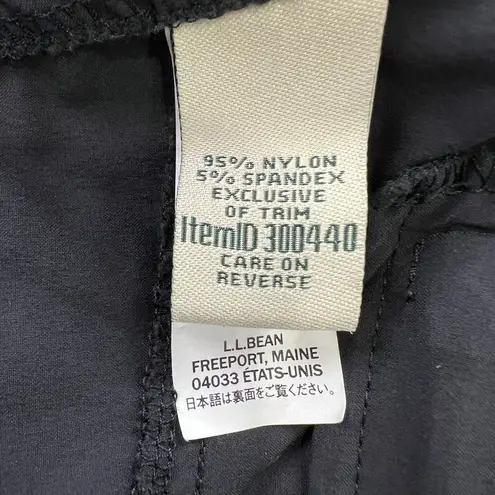 95% NYLON
5% SPANDEX
EXCLUSIVE
OF TRIM
ItemID 300440
CARE ON
REVERSE
L.L.BEAN
FREEPORT, MAINE
04033 ÉTATS-UNIS
日本語は裏面をご覧ください。